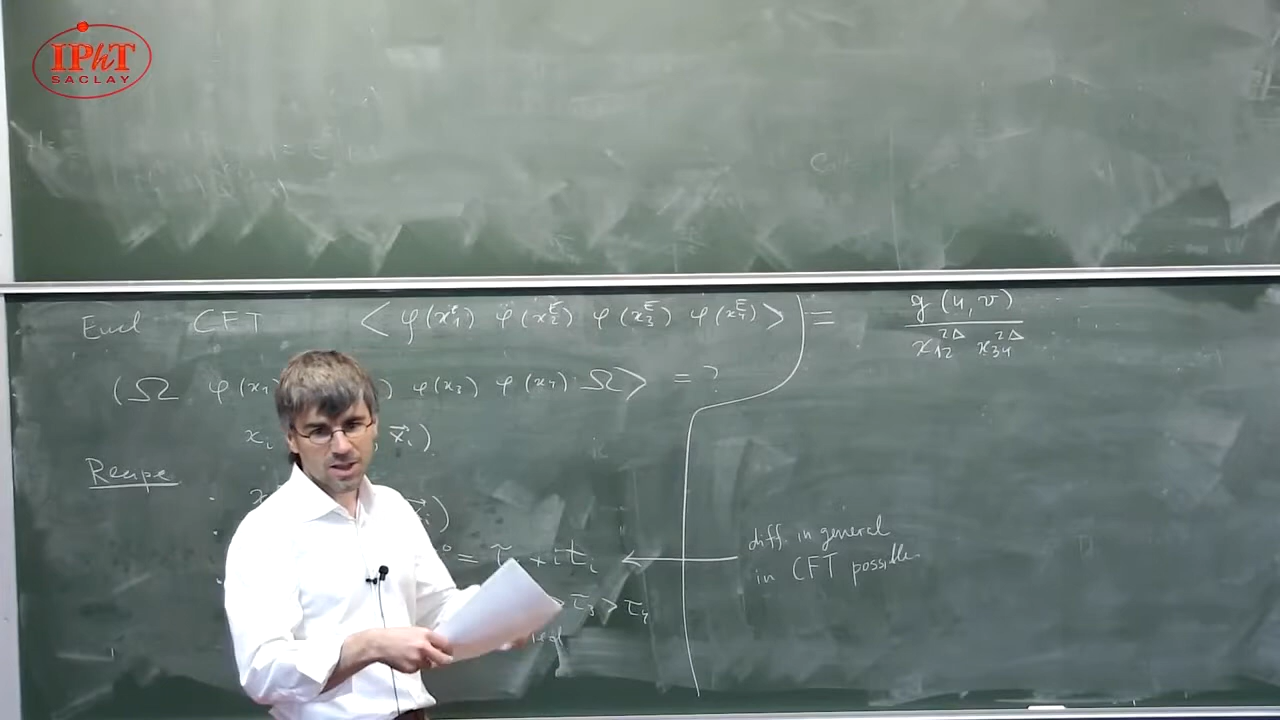 IPhT
SACLAY
Eucl CFT < φ(x₁ᴱ) φ(x₂ᴱ) φ(x₃ᴱ) φ(x₄ᴱ) > = g(u,v) / x₁₂^{2Δ} x₃₄^{2Δ}
(Ω φ(x₁ ) φ(x₃) φ(x₄) Ω> = ?
xᵢ , x⃗ᵢ)
Recipe
ᵢ)
= τ + i tᵢ ← diff. in general
in CFT possible
> τ₃ > τ₄